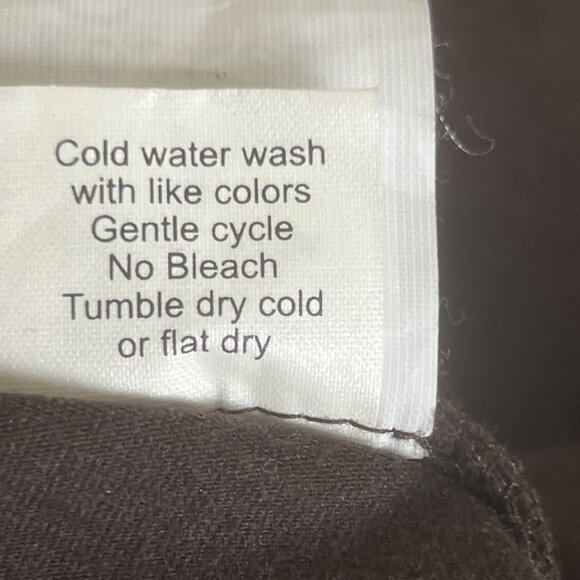 Cold water wash
with like colors
Gentle cycle
No Bleach
Tumble dry cold
or flat dry